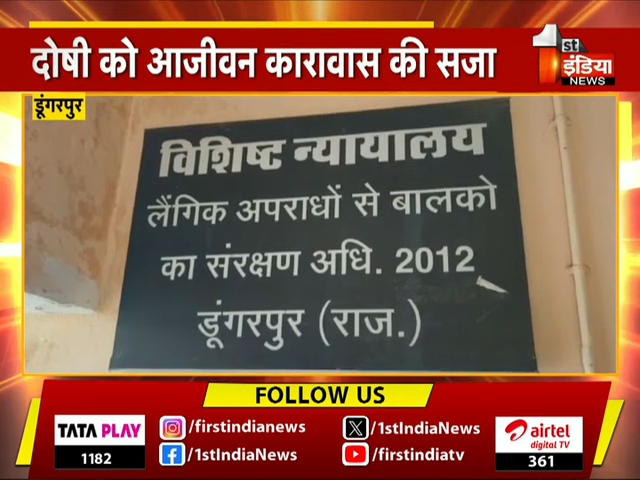 दोषी को आजीवन कारावास की सजा
1st
इंडिया
NEWS
डूंगरपुर
विशिष्ट न्यायालय
लैंगिक अपराधों से बालको
का संरक्षण अधि. 2012
डूंगरपुर (राज.)
FOLLOW US
TATA PLAY
1182
/firstindianews
/1stIndiaNews
/1stIndiaNews
/firstindiatv
airtel
digital TV
361